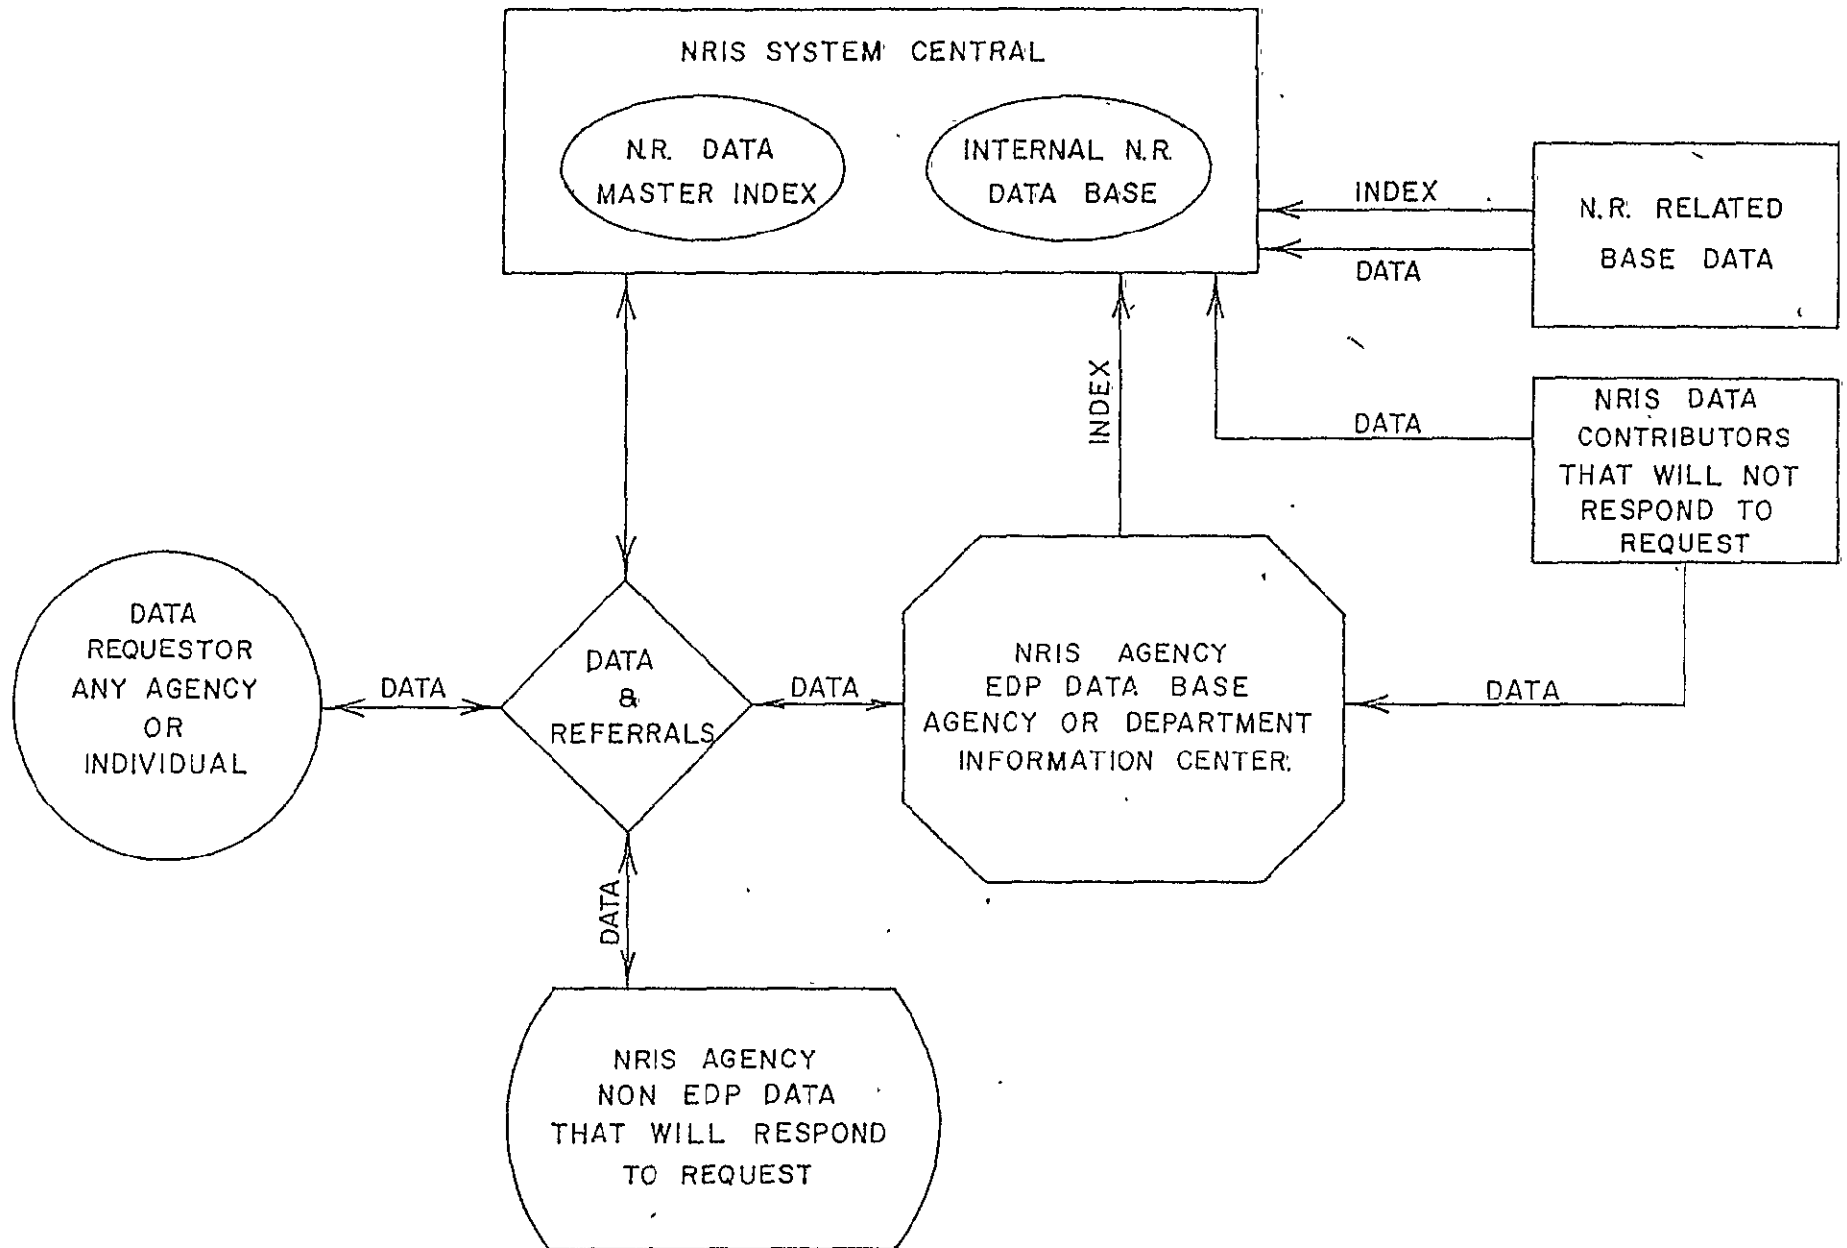 NRIS SYSTEM CENTRAL
N.R. DATA
MASTER INDEX
INTERNAL N.R.
DATA BASE
INDEX
DATA
N.R. RELATED
BASE DATA
INDEX
DATA
NRIS DATA
CONTRIBUTORS
THAT WILL NOT
RESPOND TO
REQUEST
DATA
REQUESTOR
ANY AGENCY
OR
INDIVIDUAL
DATA
DATA
&
REFERRALS
DATA
NRIS AGENCY
EDP DATA BASE
AGENCY OR DEPARTMENT
INFORMATION CENTER.
DATA
DATA
NRIS AGENCY
NON EDP DATA
THAT WILL RESPOND
TO REQUEST